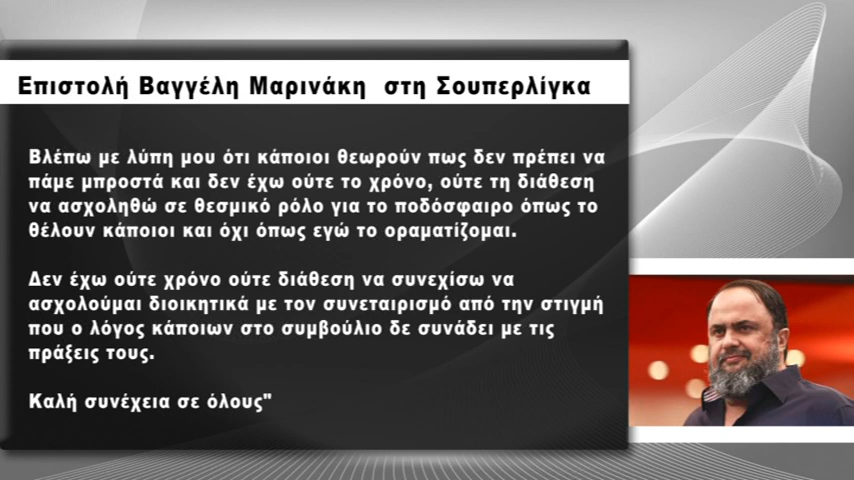 Επιστολή Βαγγέλη Μαρινάκη στη Σουπερλίγκα
Βλέπω με λύπη μου ότι κάποιοι θεωρούν πως δεν πρέπει να
πάμε μπροστά και δεν έχω ούτε το χρόνο, ούτε τη διάθεση
να ασχοληθώ σε θεσμικό ρόλο για το ποδόσφαιρο όπως το
θέλουν κάποιοι και όχι όπως εγώ το οραματίζομαι.
Δεν έχω ούτε χρόνο ούτε διάθεση να συνεχίσω να
ασχολούμαι διοικητικά με τον συνεταιρισμό από την στιγμή
που ο λόγος κάποιων στο συμβούλιο δε συνάδει με τις
πράξεις τους.
Καλή συνέχεια σε όλους"